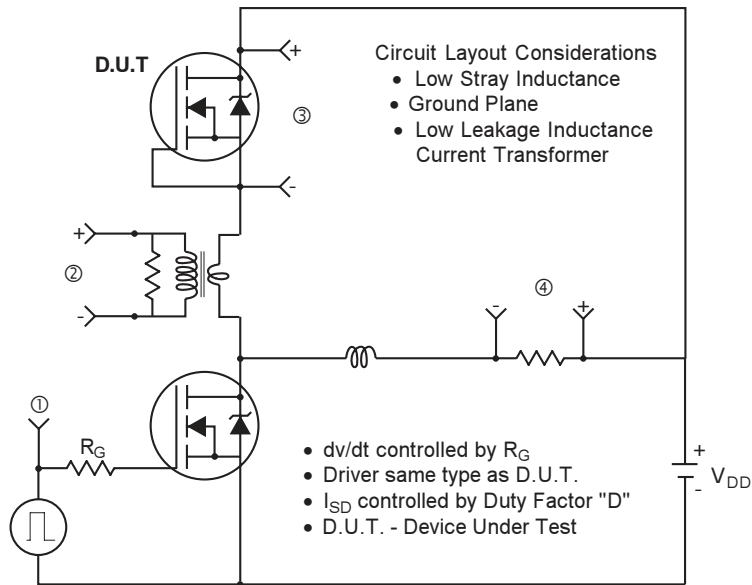 D.U.T
+
-
③
Circuit Layout Considerations
• Low Stray Inductance
• Ground Plane
• Low Leakage Inductance
Current Transformer
+
②
-
-
④
+
①
R_G
• dv/dt controlled by R_G
• Driver same type as D.U.T.
• I_SD controlled by Duty Factor "D"
• D.U.T. - Device Under Test
+
-
V_DD